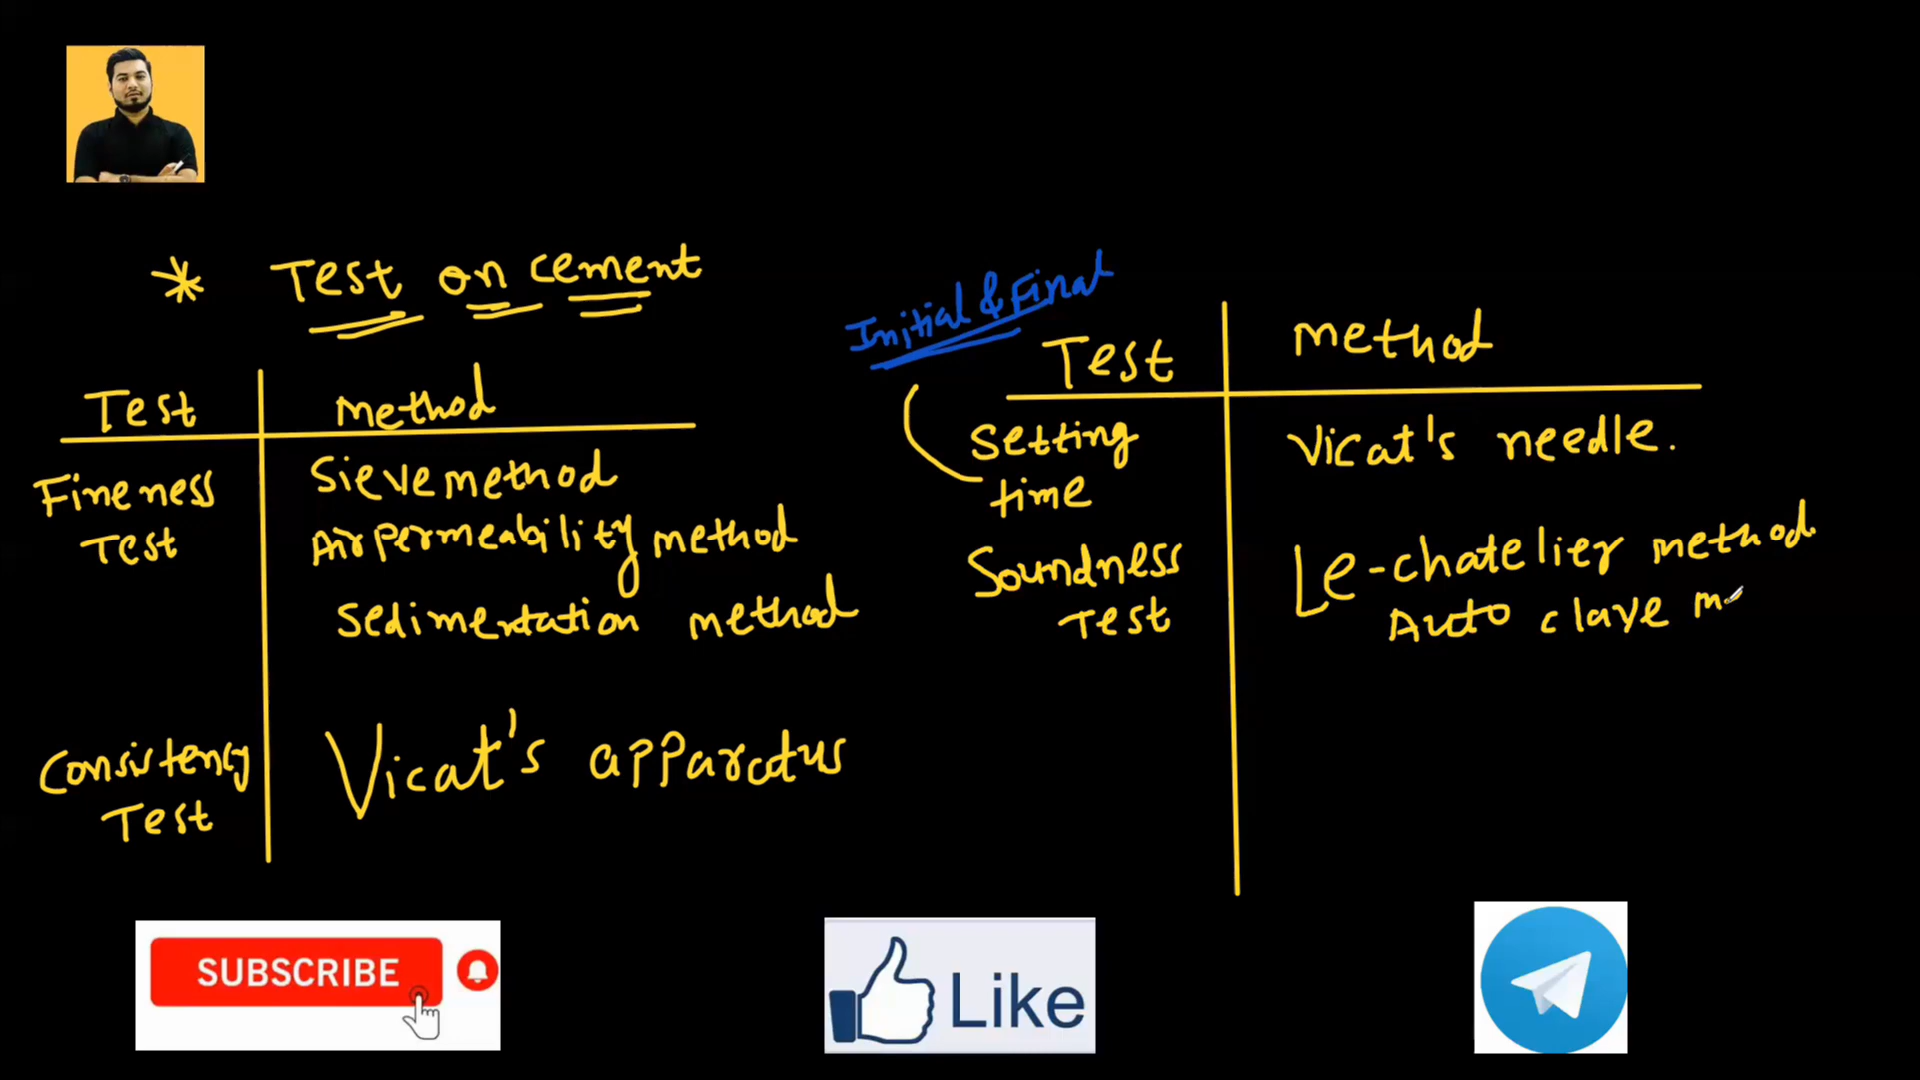 * Test on cement
Test method
Fineness Test
Sieve method
Air permeability method
Sedimentation method
Consistency Test
Vicat's apparatus
Initial & Final
Test method
Setting time
Vicat's needle.
Soundness Test
Le-chatelier method
Auto clave m
SUBSCRIBE
Like